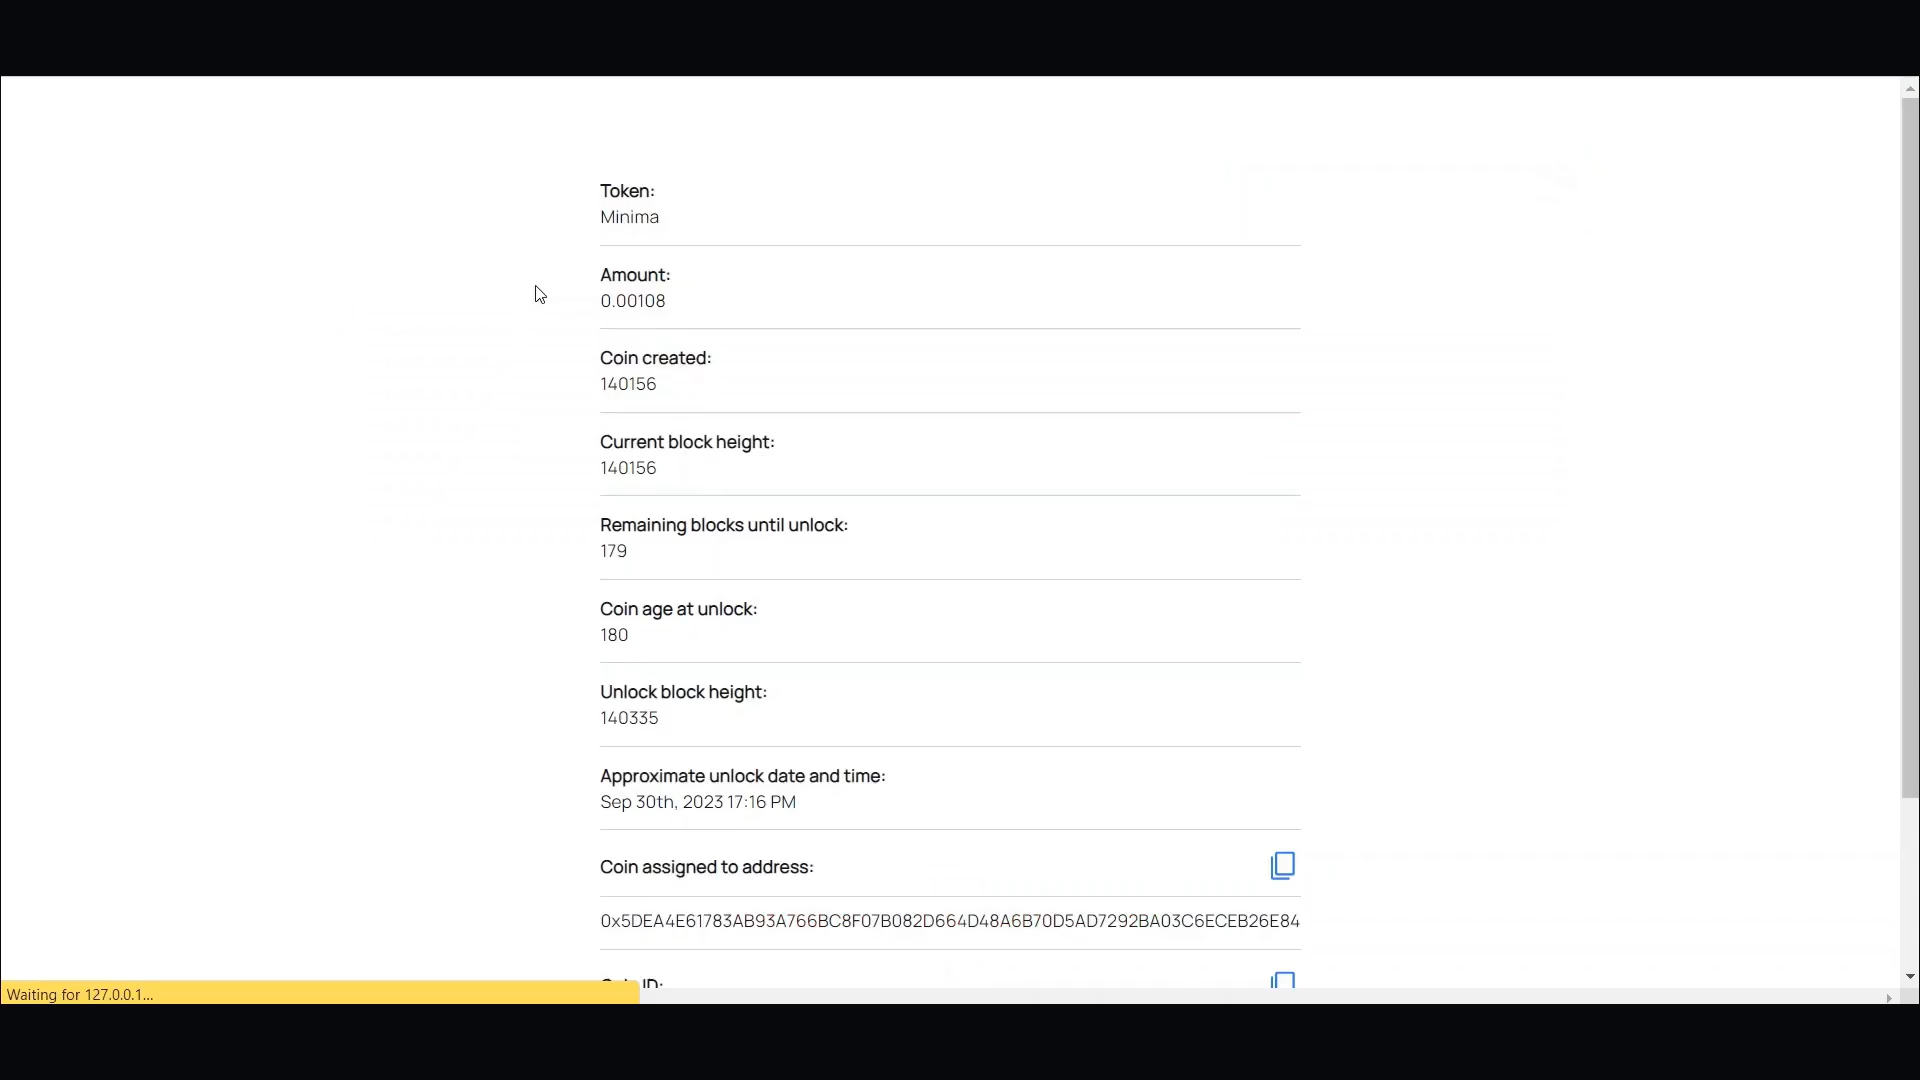 Token:
Minima
Amount:
0.00108
Coin created:
140156
Current block height:
140156
Remaining blocks until unlock:
179
Coin age at unlock:
180
Unlock block height:
140335
Approximate unlock date and time:
Sep 30th, 2023 17:16 PM
Coin assigned to address:
0x5DEA4E61783AB93A766BC8F07B082D664D48A6B70D5AD7292BA03C6ECEB26E84
ID:
Waiting for 127.0.0.1...